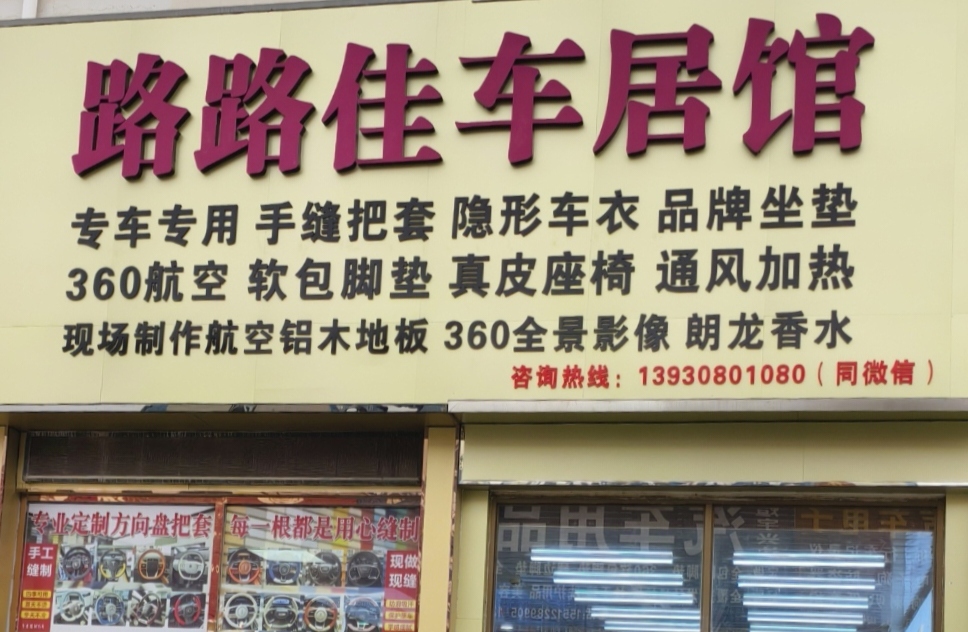 路路佳车居馆
专车专用 手缝把套 隐形车衣 品牌坐垫
360航空 软包脚垫 真皮座椅 通风加热
现场制作航空铝木地板 360全景影像 朗龙香水
咨询热线：13930801080（同微信）
专业定制方向盘把套 每一根都是用心缝制
手工
缝制
现做
现缝
汽车用品